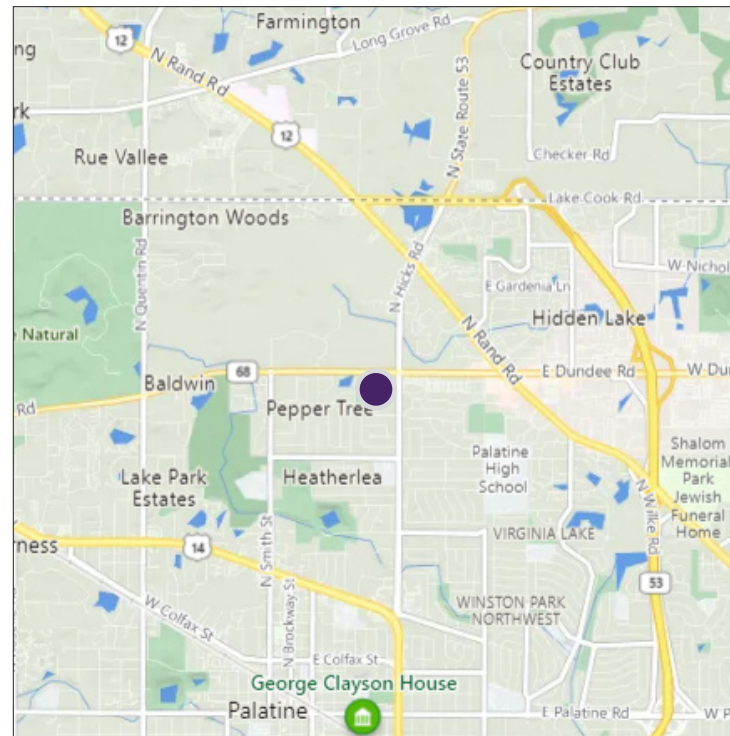 Farmington
Long Grove Rd
12
N Rand Rd
N State Route 53
Country Club
Estates
12
Rue Vallee
Checker Rd
Lake Cook Rd
Barrington Woods
N Quentin Rd
N Hicks Rd
E Gardenia Ln
Hidden Lake
N Rand Rd
68
E Dundee Rd
Baldwin
Pepper Tree
Rd
Palatine
High
School
Shalom
Memorial
Park
Jewish
Funeral
Home
Lake Park
Estates
Heatherlea
N Smith St
N Wilke Rd
VIRGINIA LAKE
14
53
W Colfax St
N Brockway St
WINSTON PARK
NORTHWEST
E Colfax St
George Clayson House
Palatine
E Palatine Rd